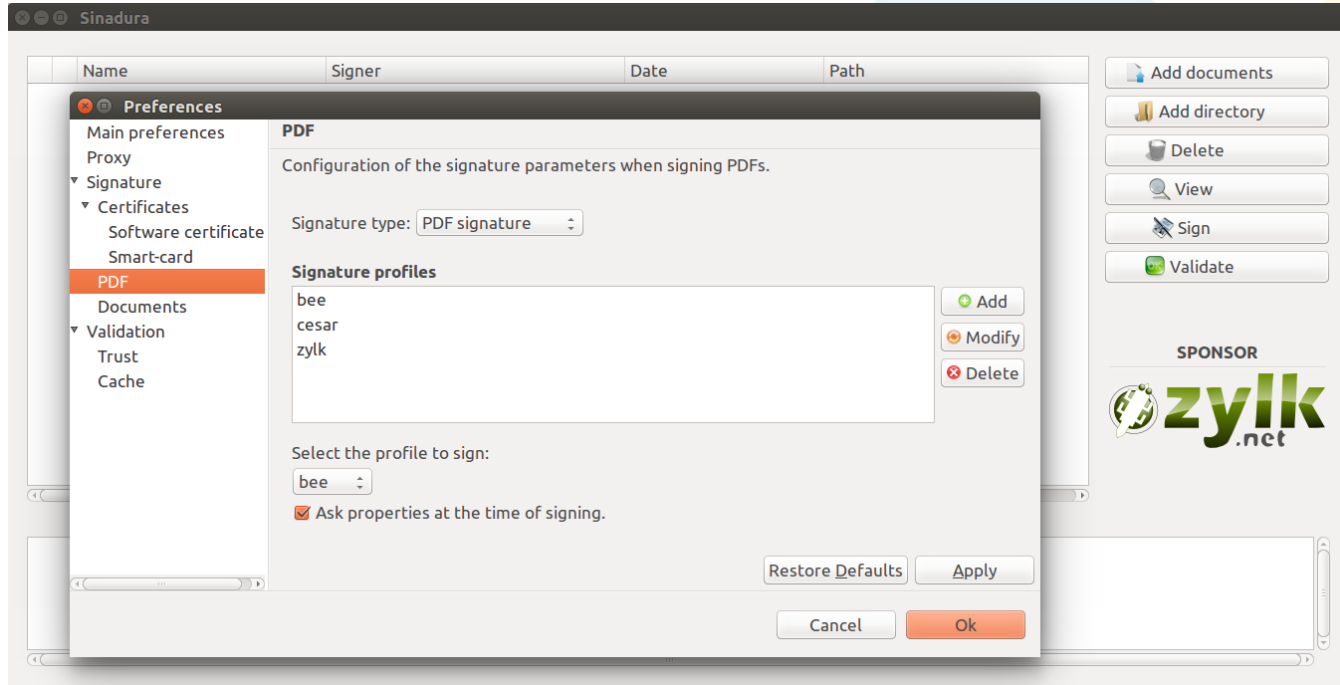 Sinadura
Name Signer Date Path
Add documents
Add directory
Delete
View
Sign
Validate
SPONSOR
zylk
.net
Preferences
Main preferences
Proxy
Signature
Certificates
Software certificate
Smart-card
PDF
Documents
Validation
Trust
Cache
PDF
Configuration of the signature parameters when signing PDFs.
Signature type: PDF signature
Signature profiles
bee
cesar
zylk
Add
Modify
Delete
Select the profile to sign:
bee
Ask properties at the time of signing.
Restore Defaults Apply
Cancel Ok